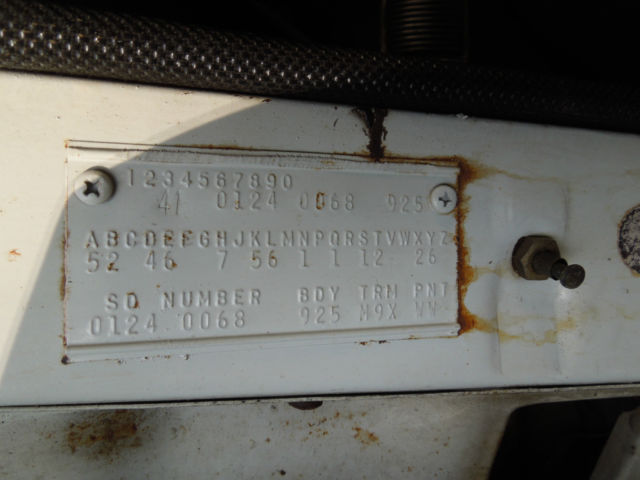 1234567890
41 0124 0068 925
ABCDEFGHJKLMNPQRSTVWXYZ
52 46 7 56 1 1 12 26
SO NUMBER BDY TRM PNT
0124 0068 925 M9X WW